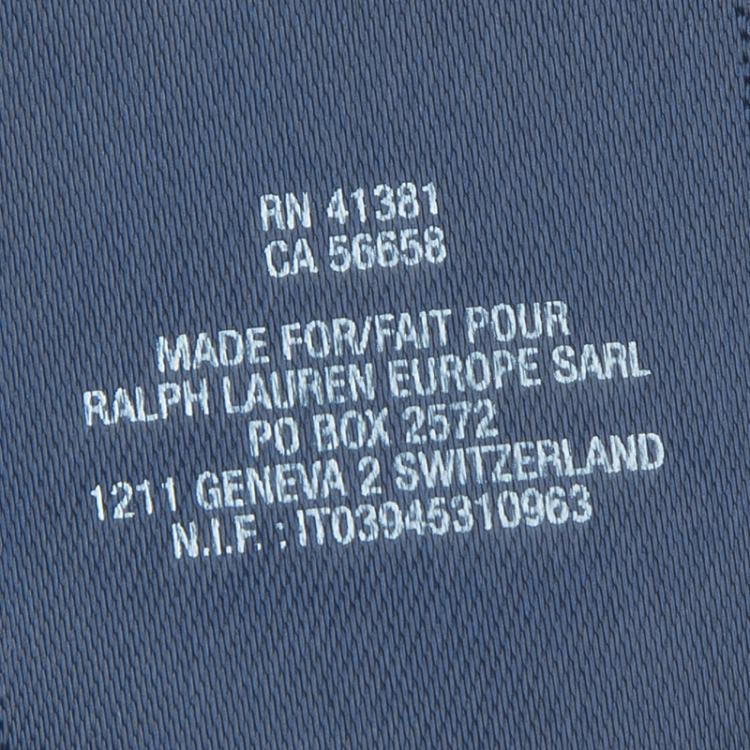 RN 41381
CA 56658
MADE FOR/FAIT POUR
RALPH LAUREN EUROPE SARL
PO BOX 2572
1211 GENEVA 2 SWITZERLAND
N.I.F. : IT03945310963